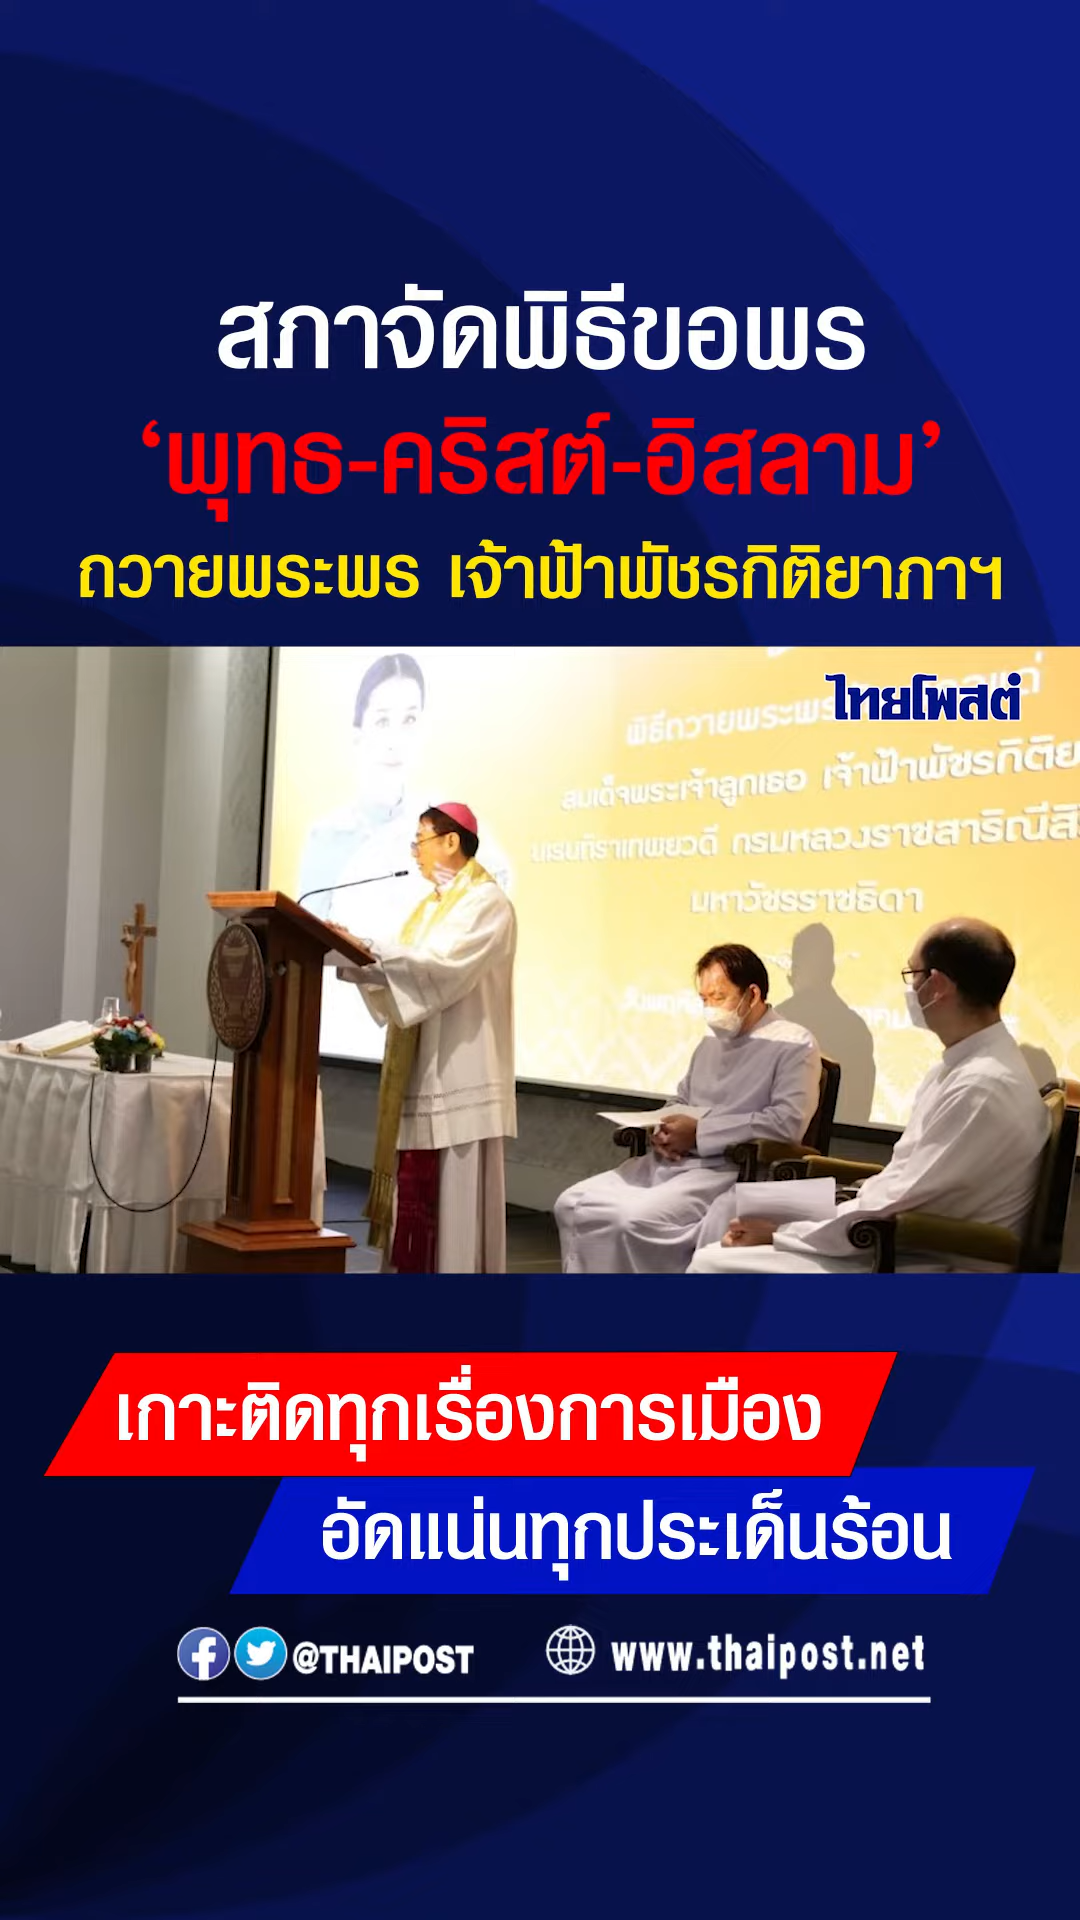 สภาจัดพิธีขอพร
‘พุทธ-คริสต์-อิสลาม’
ถวายพระพร เจ้าฟ้าพัชรกิติยาภาฯ
ไทยโพสต์
พิธีถวายพระพร
สมเด็จพระเจ้าลูกเธอ เจ้าฟ้าพัชรกิติย
นเรนทิราเทพยวดี กรมหลวงราชสาริณีสิ
มหาวัชรราชธิดา
เกาะติดทุกเรื่องการเมือง
อัดแน่นทุกประเด็นร้อน
@THAIPOST
www.thaipost.net